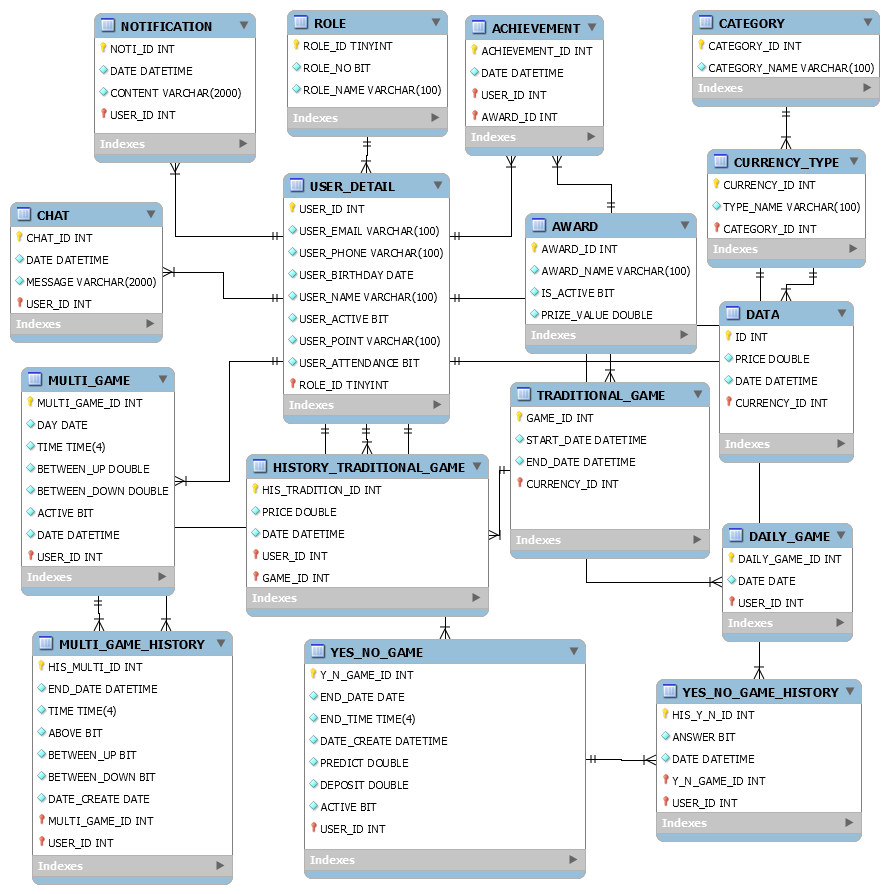 NOTIFICATION
NOTI_ID INT
DATE DATETIME
CONTENT VARCHAR(2000)
USER_ID INT
Indexes
ROLE
ROLE_ID TINYINT
ROLE_NO BIT
ROLE_NAME VARCHAR(100)
Indexes
ACHIEVEMENT
ACHIEVEMENT_ID INT
DATE DATETIME
USER_ID INT
AWARD_ID INT
Indexes
CATEGORY
CATEGORY_ID INT
CATEGORY_NAME VARCHAR(100)
Indexes
CHAT
CHAT_ID INT
DATE DATETIME
MESSAGE VARCHAR(2000)
USER_ID INT
Indexes
USER_DETAIL
USER_ID INT
USER_EMAIL VARCHAR(100)
USER_PHONE VARCHAR(100)
USER_BIRTHDAY DATE
USER_NAME VARCHAR(100)
USER_ACTIVE BIT
USER_POINT VARCHAR(100)
USER_ATTENDANCE BIT
ROLE_ID TINYINT
Indexes
AWARD
AWARD_ID INT
AWARD_NAME VARCHAR(100)
IS_ACTIVE BIT
PRIZE_VALUE DOUBLE
Indexes
CURRENCY_TYPE
CURRENCY_ID INT
TYPE_NAME VARCHAR(100)
CATEGORY_ID INT
Indexes
DATA
ID INT
PRICE DOUBLE
DATE DATETIME
CURRENCY_ID INT
Indexes
MULTI_GAME
MULTI_GAME_ID INT
DAY DATE
TIME TIME(4)
BETWEEN_UP DOUBLE
BETWEEN_DOWN DOUBLE
ACTIVE BIT
DATE DATETIME
USER_ID INT
Indexes
HISTORY_TRADITIONAL_GAME
HIS_TRADITION_ID INT
PRICE DOUBLE
DATE DATETIME
USER_ID INT
GAME_ID INT
Indexes
TRADITIONAL_GAME
GAME_ID INT
START_DATE DATETIME
END_DATE DATETIME
CURRENCY_ID INT
Indexes
DAILY_GAME
DAILY_GAME_ID INT
DATE DATE
USER_ID INT
Indexes
MULTI_GAME_HISTORY
HIS_MULTI_ID INT
END_DATE DATETIME
TIME TIME(4)
ABOVE BIT
BETWEEN_UP BIT
BETWEEN_DOWN BIT
DATE_CREATE DATE
MULTI_GAME_ID INT
USER_ID INT
Indexes
YES_NO_GAME
Y_N_GAME_ID INT
END_DATE DATE
END_TIME TIME(4)
DATE_CREATE DATETIME
PREDICT DOUBLE
DEPOSIT DOUBLE
ACTIVE BIT
USER_ID INT
Indexes
YES_NO_GAME_HISTORY
HIS_Y_N_ID INT
ANSWER BIT
DATE DATETIME
Y_N_GAME_ID INT
USER_ID INT
Indexes